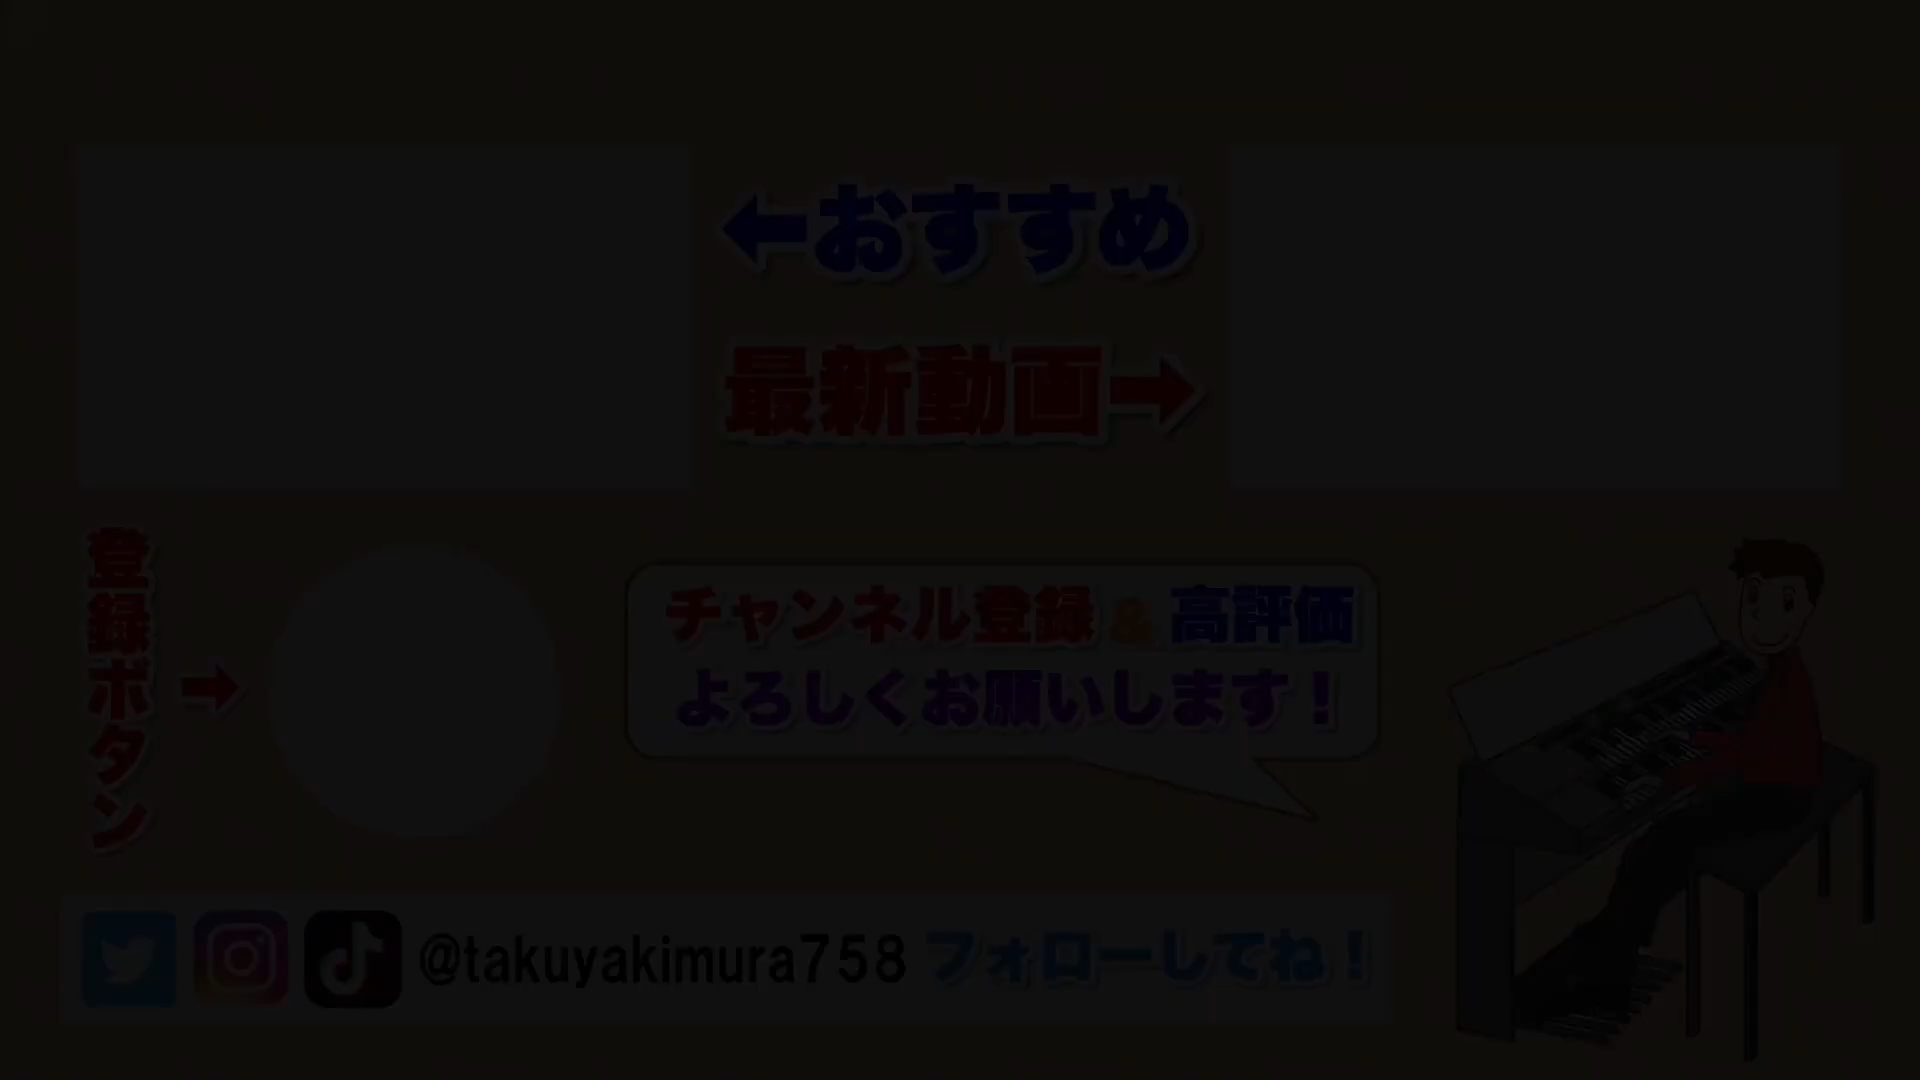 ←おすすめ
最新動画→
登録ボタン
→
チャンネル登録&高評価
よろしくお願いします！
@takuyakimura758 フォローしてね！